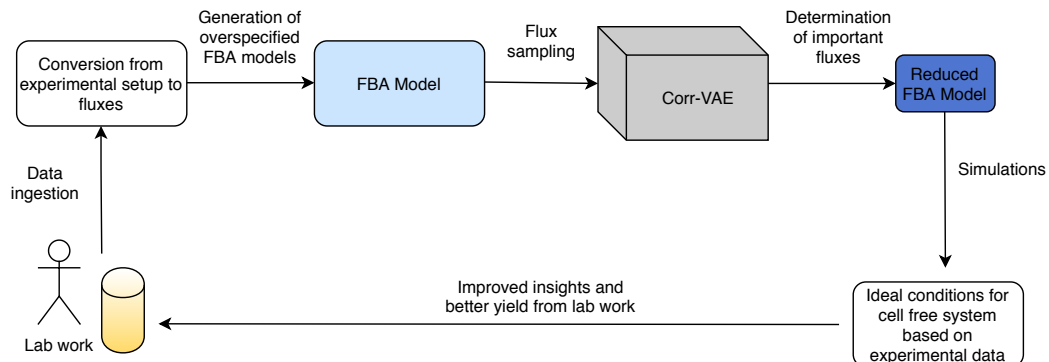 Generation of
overspecified
FBA models
Conversion from
experimental setup to
fluxes
FBA Model
Flux
sampling
Corr-VAE
Determination
of important
fluxes
Reduced
FBA Model
Data
ingestion
Simulations
Lab work
Improved insights and
better yield from lab work
Ideal conditions for
cell free system
based on
experimental data